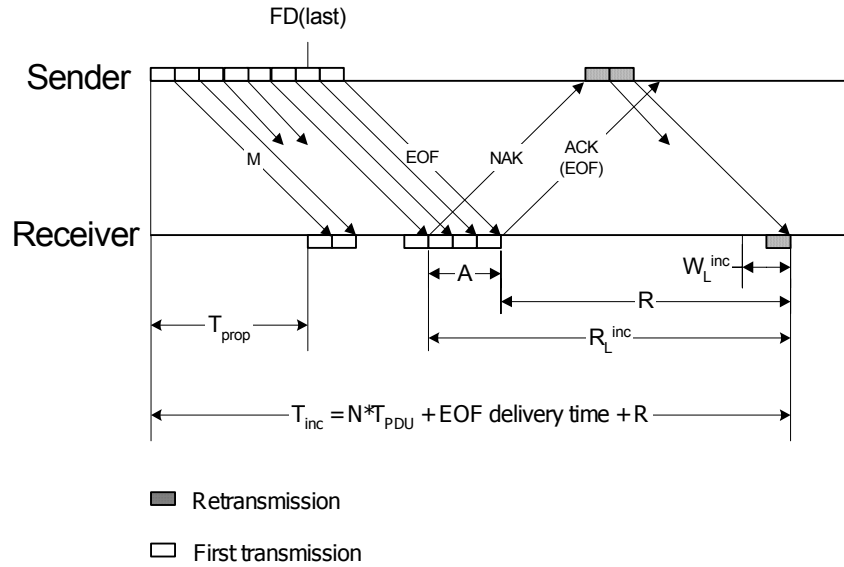 FD(last)
Sender
M
EOF
NAK
ACK
(EOF)
Receiver
A
W_L^inc
R
T_prop
R_L^inc
T_inc = N*T_PDU + EOF delivery time + R
Retransmission
First transmission